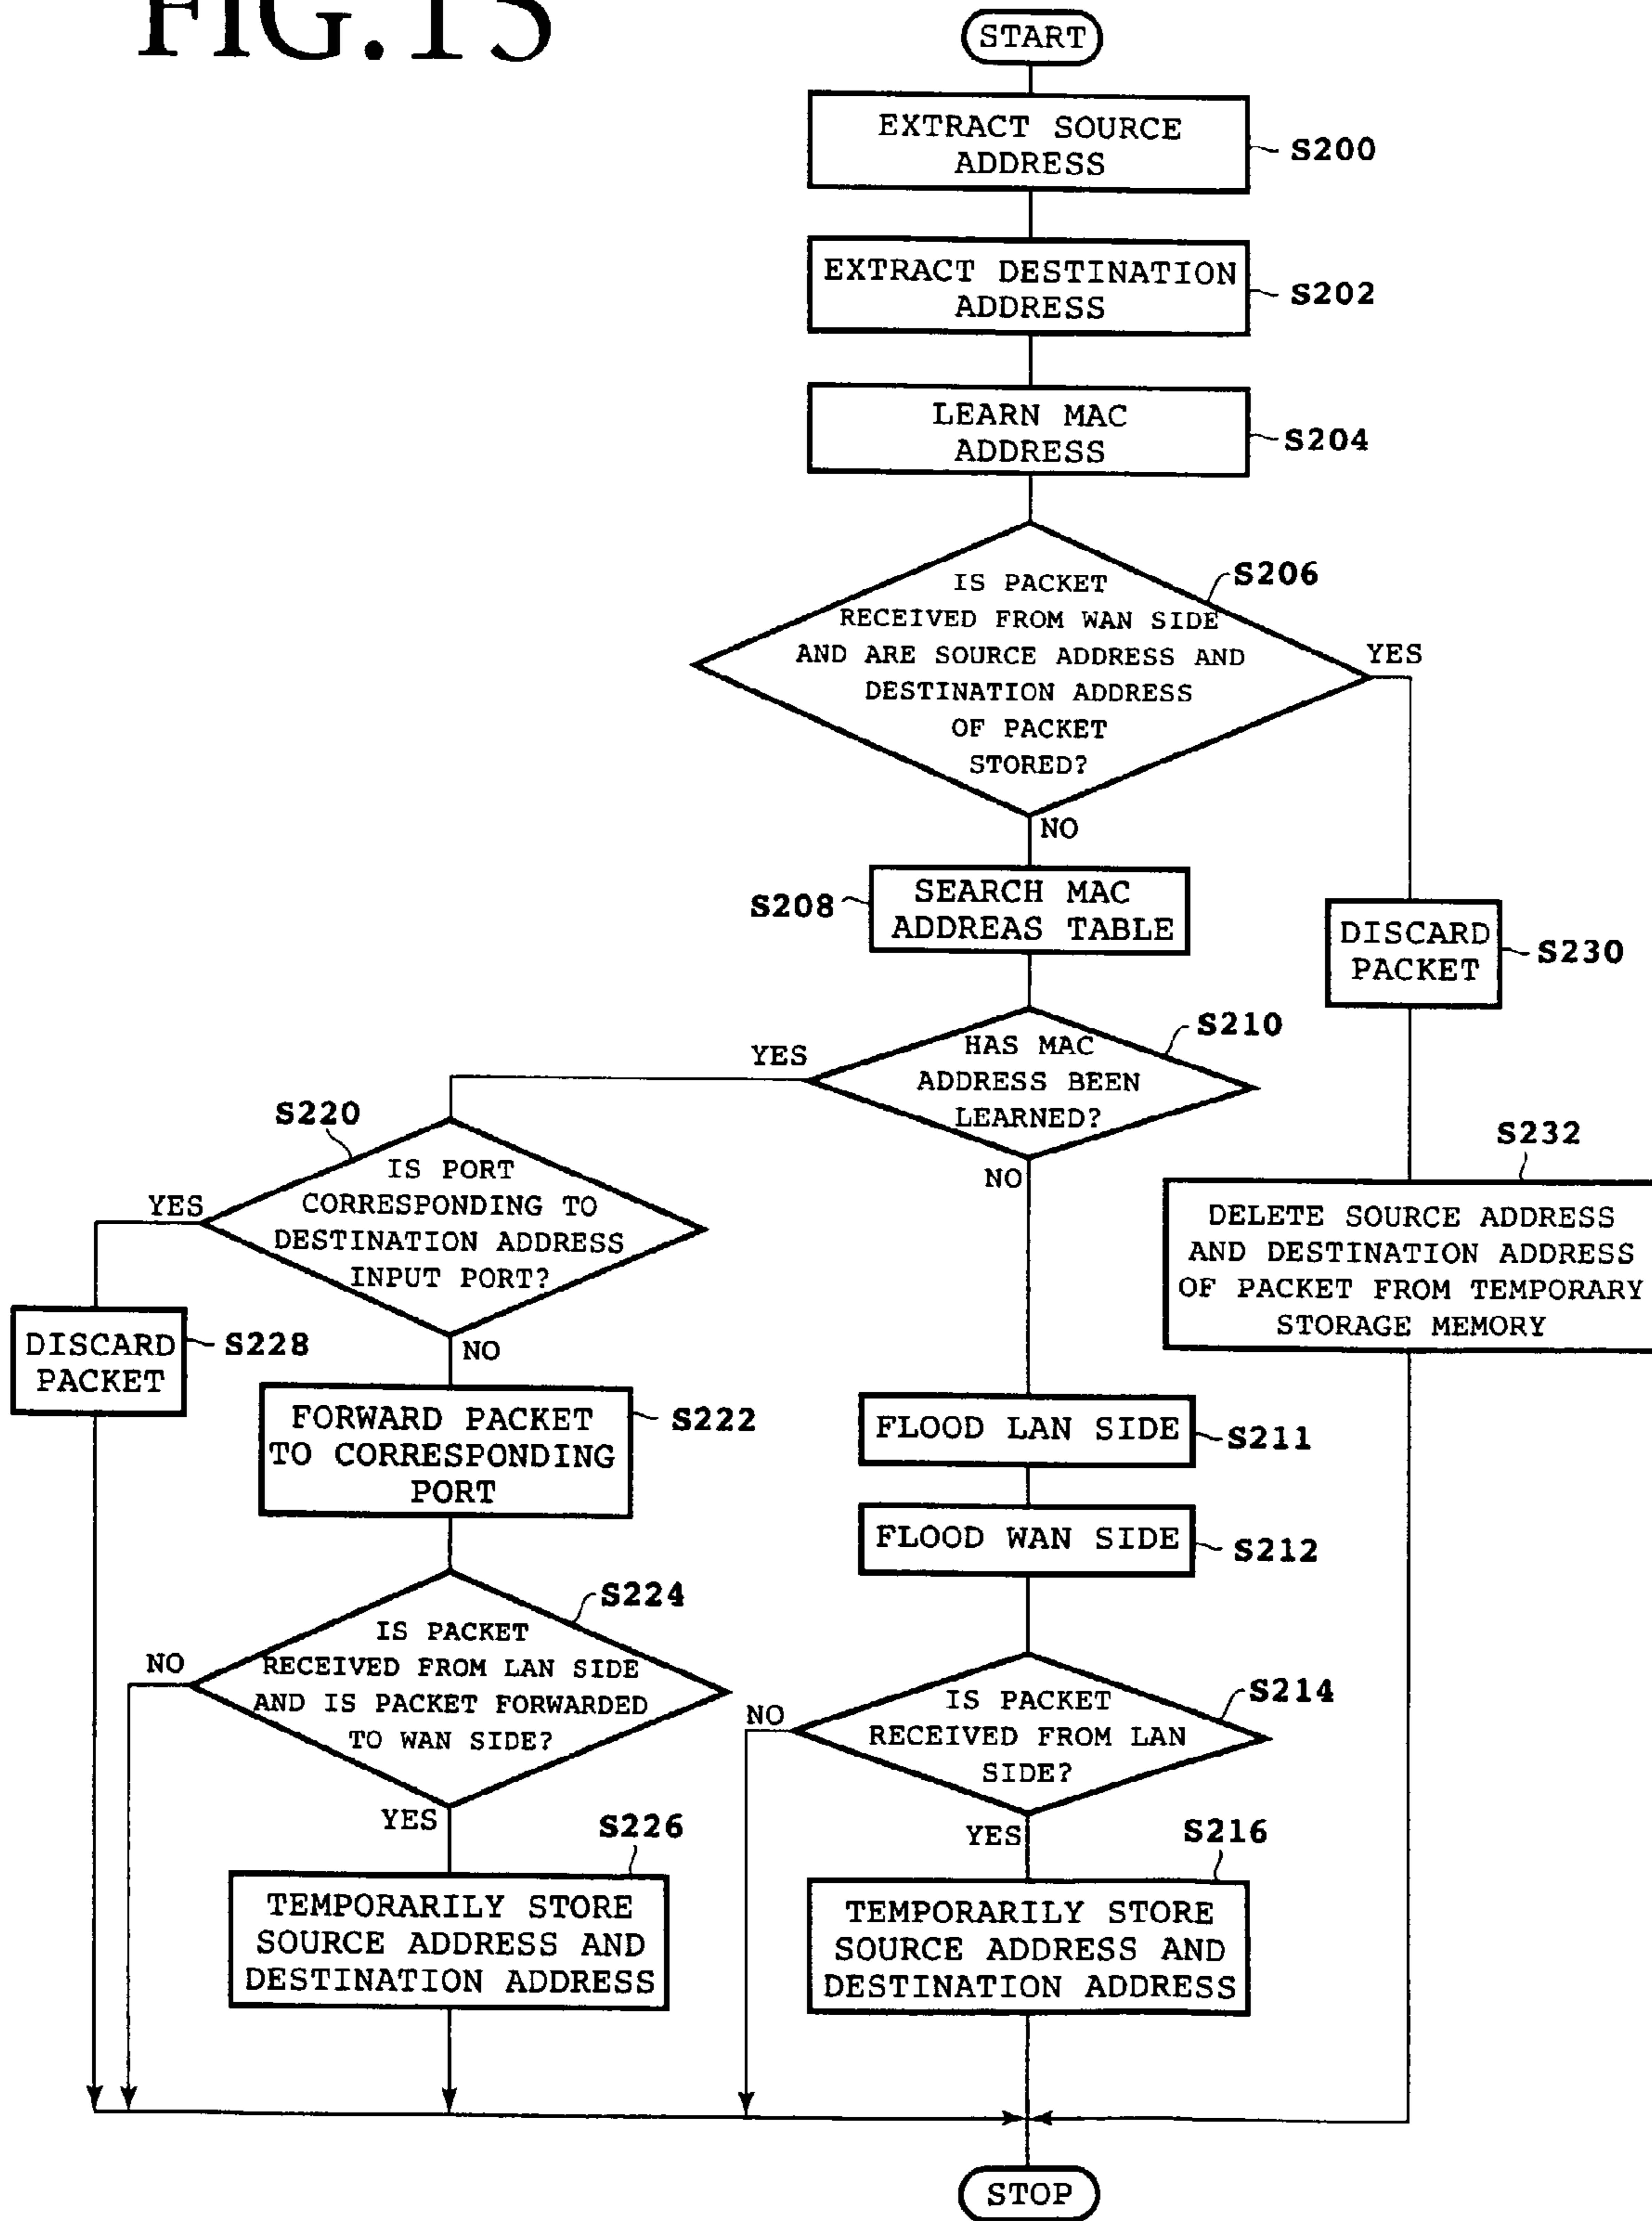 FIG.15
START
EXTRACT SOURCE
ADDRESS
S200
EXTRACT DESTINATION
ADDRESS
S202
LEARN MAC
ADDRESS
S204
IS PACKET
RECEIVED FROM WAN SIDE
AND ARE SOURCE ADDRESS AND
DESTINATION ADDRESS
OF PACKET
STORED?
S206
YES
NO
SEARCH MAC
ADDREAS TABLE
S208
DISCARD
PACKET
S230
HAS MAC
ADDRESS BEEN
LEARNED?
S210
YES
NO
S220
IS PORT
CORRESPONDING TO
DESTINATION ADDRESS
INPUT PORT?
YES
NO
S232
DELETE SOURCE ADDRESS
AND DESTINATION ADDRESS
OF PACKET FROM TEMPORARY
STORAGE MEMORY
DISCARD
PACKET
S228
FORWARD PACKET
TO CORRESPONDING
PORT
S222
FLOOD LAN SIDE
S211
FLOOD WAN SIDE
S212
IS PACKET
RECEIVED FROM LAN SIDE
AND IS PACKET FORWARDED
TO WAN SIDE?
S224
NO
YES
IS PACKET
RECEIVED FROM LAN
SIDE?
S214
NO
YES
S226
TEMPORARILY STORE
SOURCE ADDRESS AND
DESTINATION ADDRESS
S216
TEMPORARILY STORE
SOURCE ADDRESS AND
DESTINATION ADDRESS
STOP